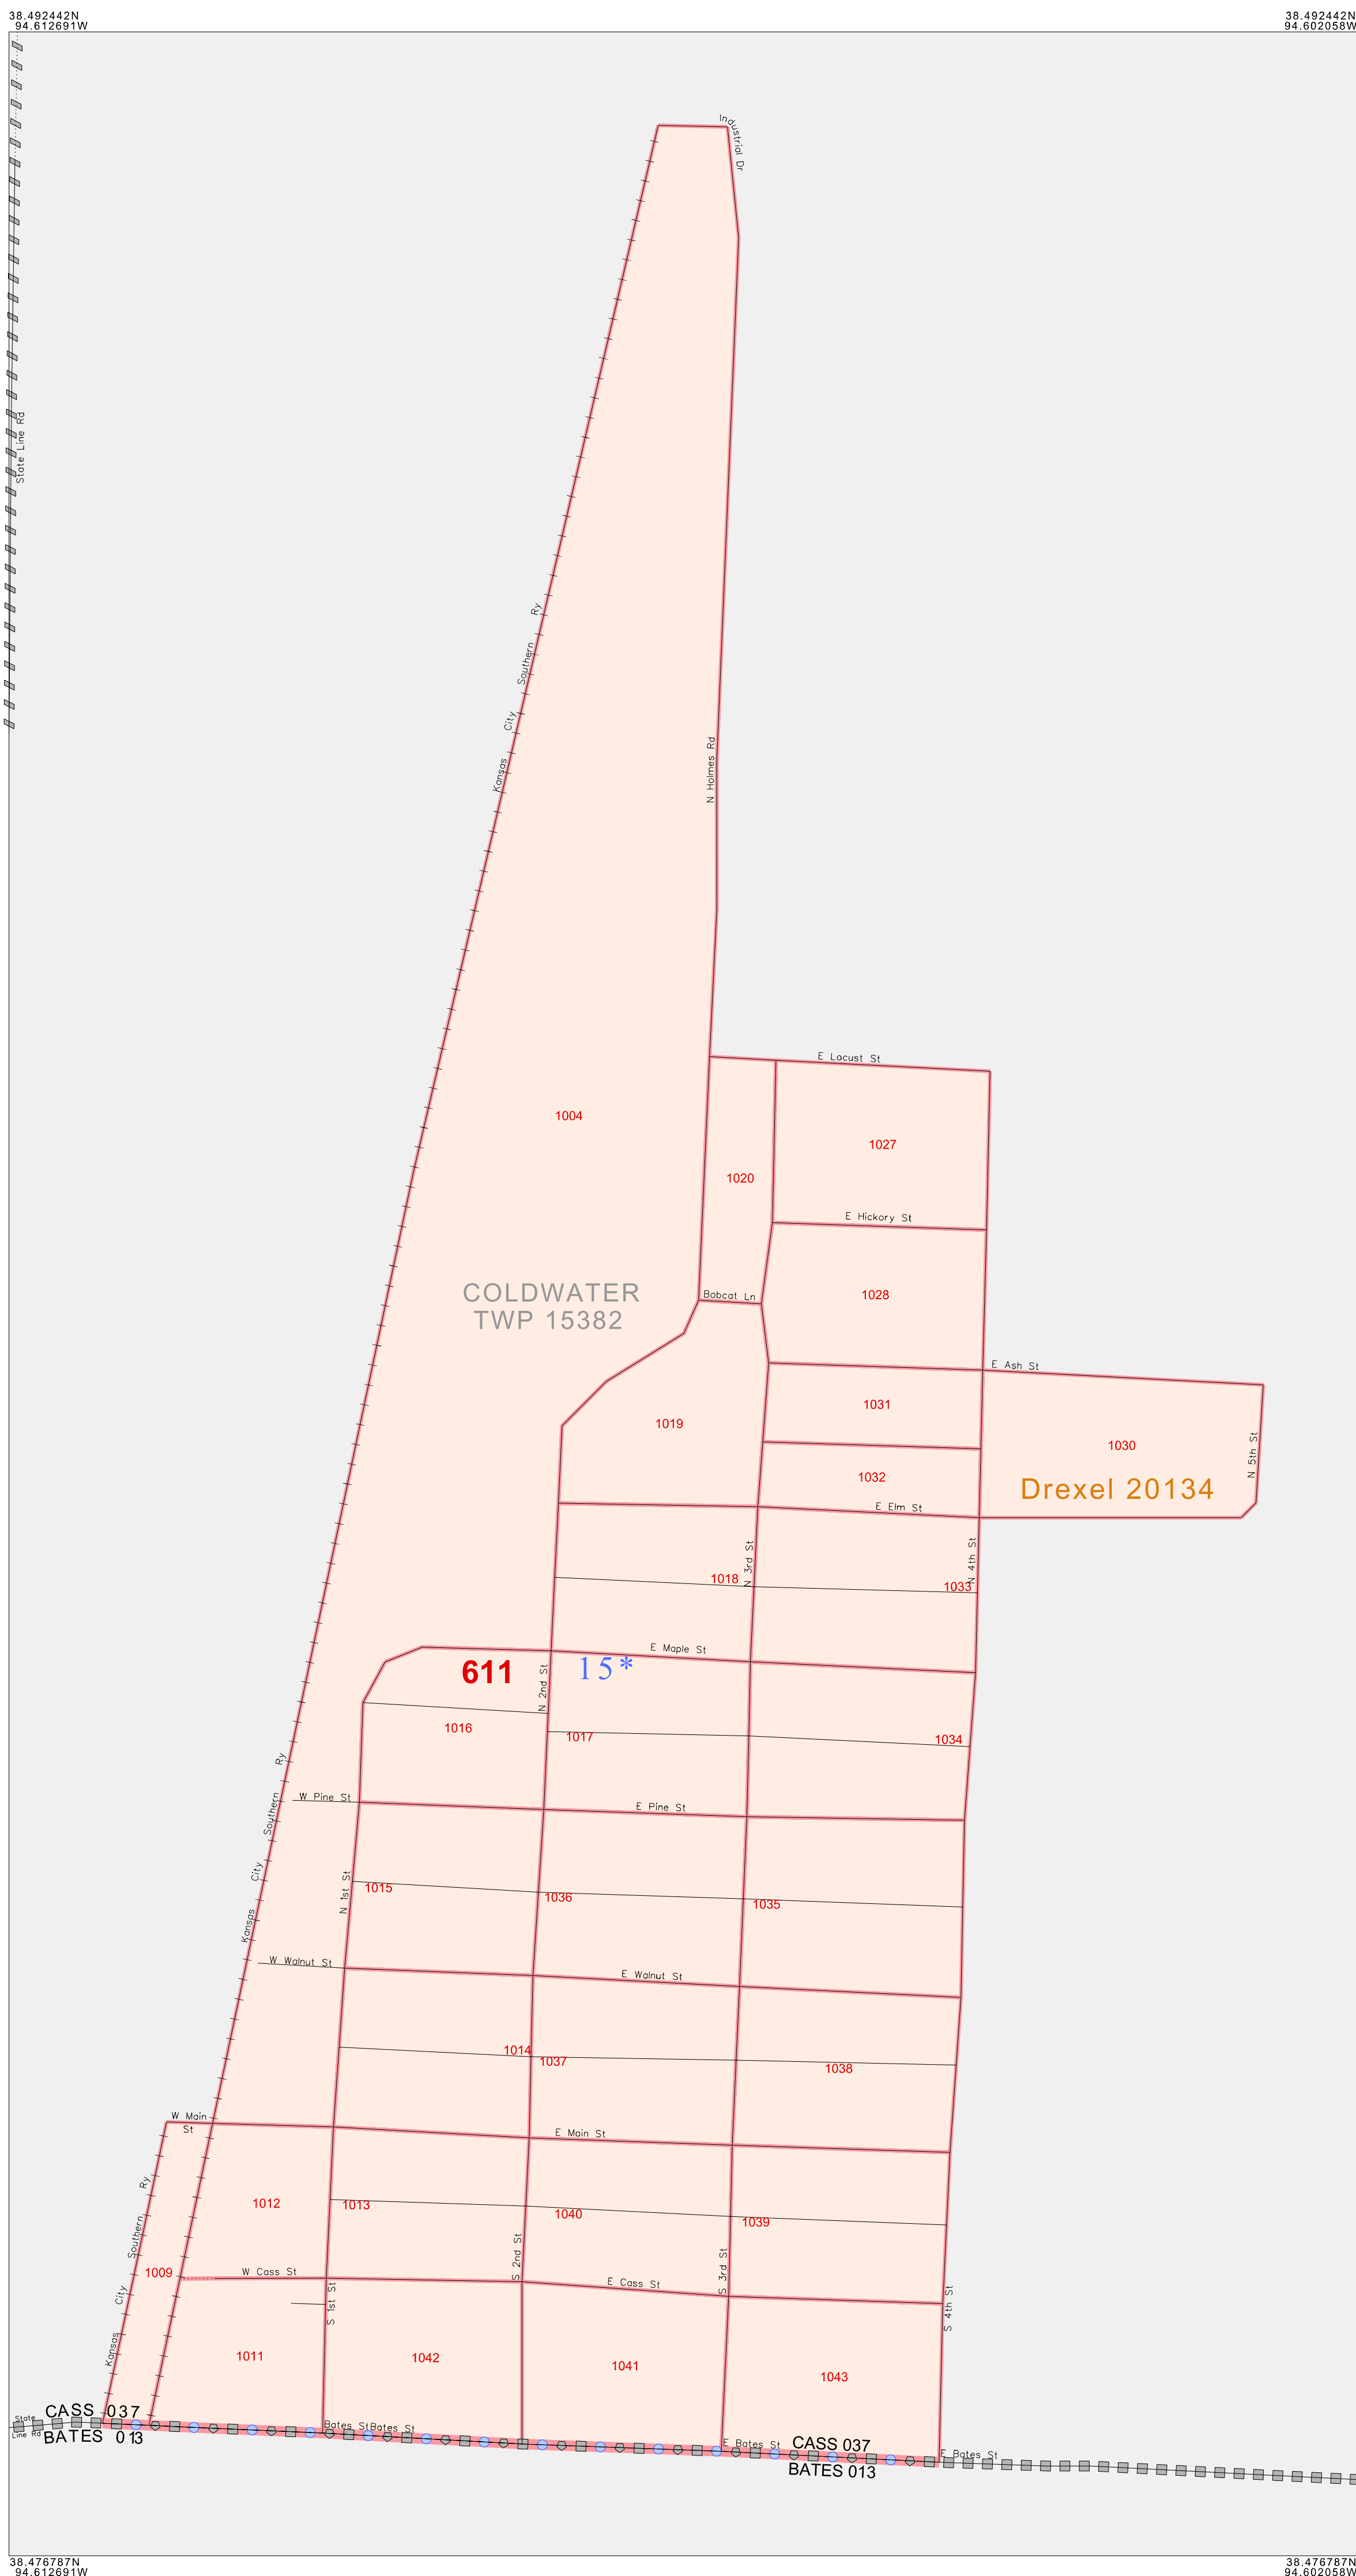 38.492442N
94.612691W
38.492442N
94.602058W
Industrial Dr
State Line Rd
Kansas City Southern Ry
N Holmes Rd
E Locust St
1004
1027
1020
E Hickory St
COLDWATER
TWP 15382
Bobcat Ln
1028
E Ash St
1031
1019
1030
N 5th St
1032
Drexel 20134
E Elm St
N 3rd St
N 4th St
1018
1033
E Maple St
611
15*
N 2nd St
1016
1017
1034
Kansas City Southern Ry
W Pine St
E Pine St
N 1st St
1015
1036
1035
W Walnut St
E Walnut St
1014
1037
1038
W Main
St
E Main St
Kansas City Southern Ry
1012
1013
1040
1039
1009
W Cass St
S 2nd St
E Cass St
S 3rd St
S 1st St
S 4th St
1011
1042
1041
1043
CASS 037
State
Line Rd
BATES 013
Bates St
Bates St
E Bates St
CASS 037
E Bates St
BATES 013
38.476787N
94.612691W
38.476787N
94.602058W